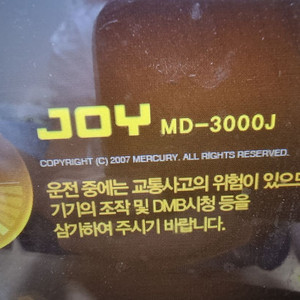 JOY MD-3000J
COPYRIGHT (C) 2007 MERCURY. ALL RIGHTS RESERVED.
운전 중에는 교통사고의 위험이 있으므
기기의 조작 및 DMB시청 등을
삼가하여 주시기 바랍니다.